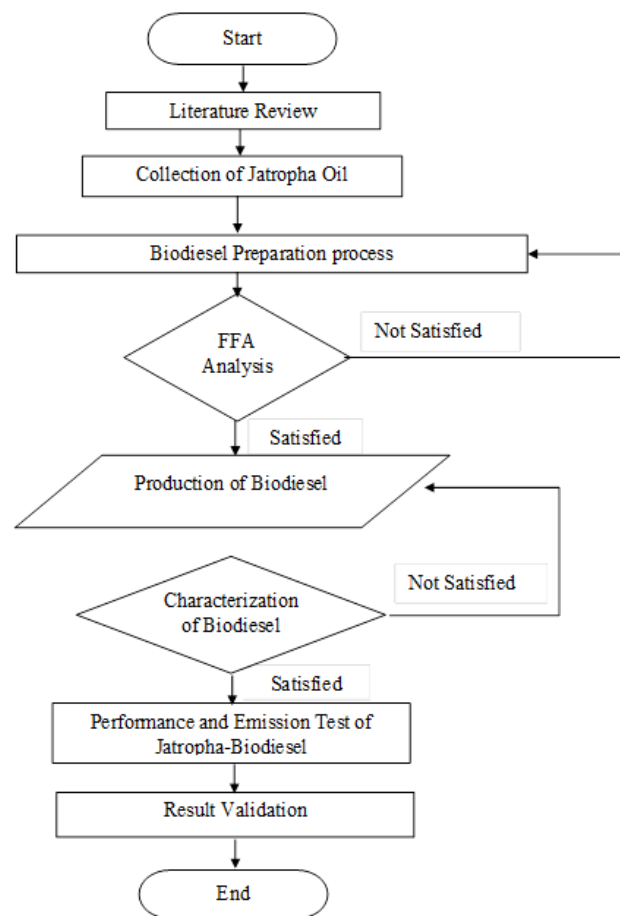 Start
Literature Review
Collection of Jatropha Oil
Biodiesel Preparation process
FFA
Analysis
Not Satisfied
Satisfied
Production of Biodiesel
Characterization
of Biodiesel
Not Satisfied
Satisfied
Performance and Emission Test of
Jatropha-Biodiesel
Result Validation
End